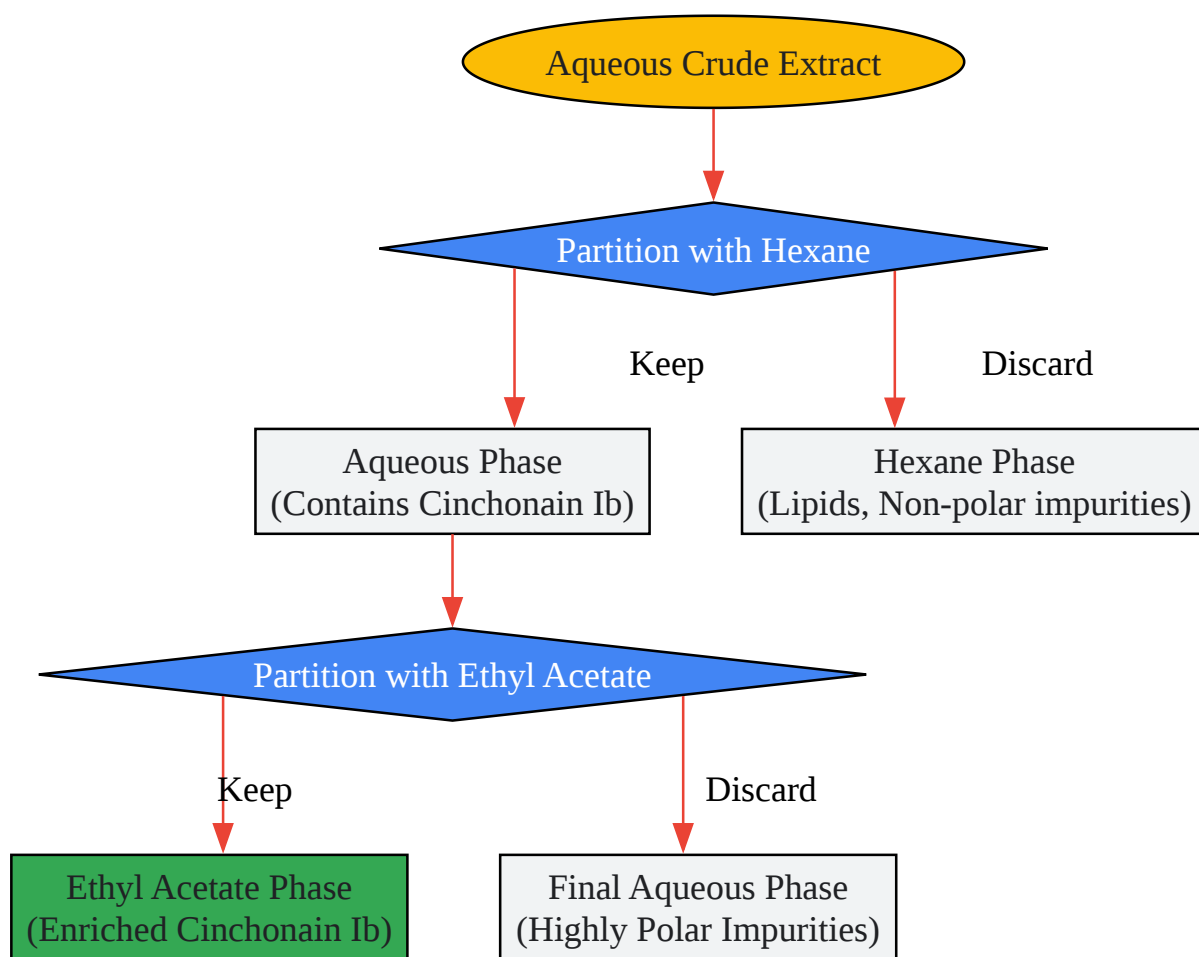 Aqueous Crude Extract
Partition with Hexane
Keep
Discard
Aqueous Phase
(Contains Cinchonain Ib)
Hexane Phase
(Lipids, Non-polar impurities)
Partition with Ethyl Acetate
Keep
Discard
Ethyl Acetate Phase
(Enriched Cinchonain Ib)
Final Aqueous Phase
(Highly Polar Impurities)